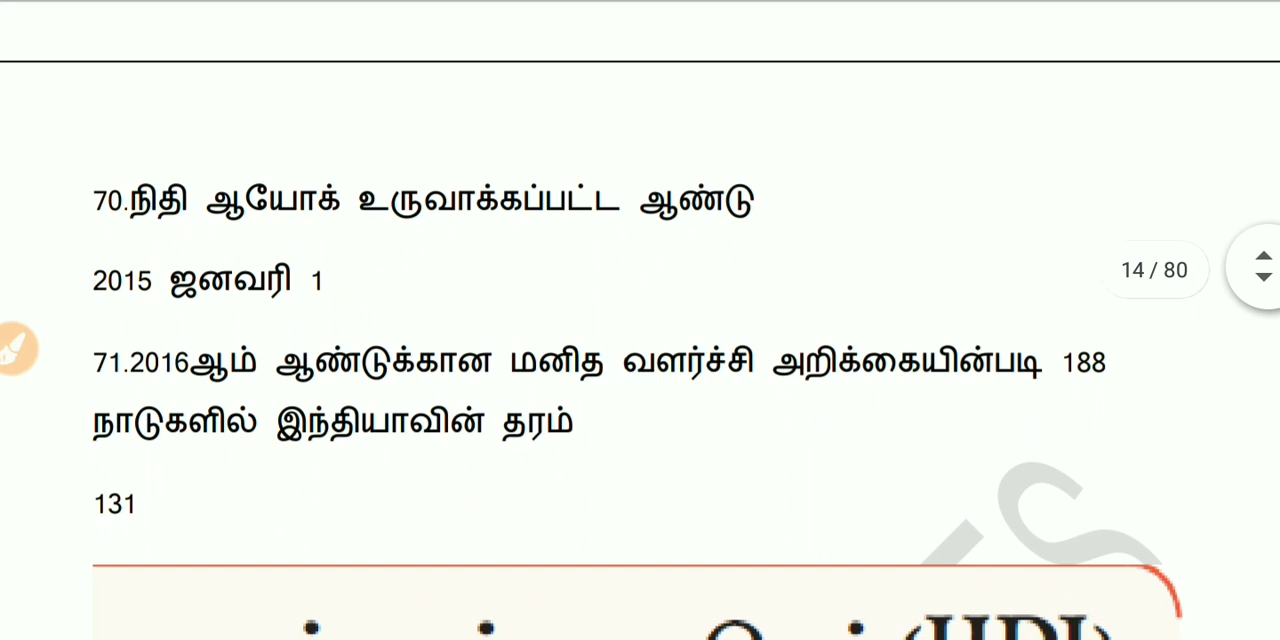 70.நிதி ஆயோக் உருவாக்கப்பட்ட ஆண்டு
2015 ஜனவரி 1
14 / 80
71.2016ஆம் ஆண்டுக்கான மனித வளர்ச்சி அறிக்கையின்படி 188
நாடுகளில் இந்தியாவின் தரம்
131
(HDI)